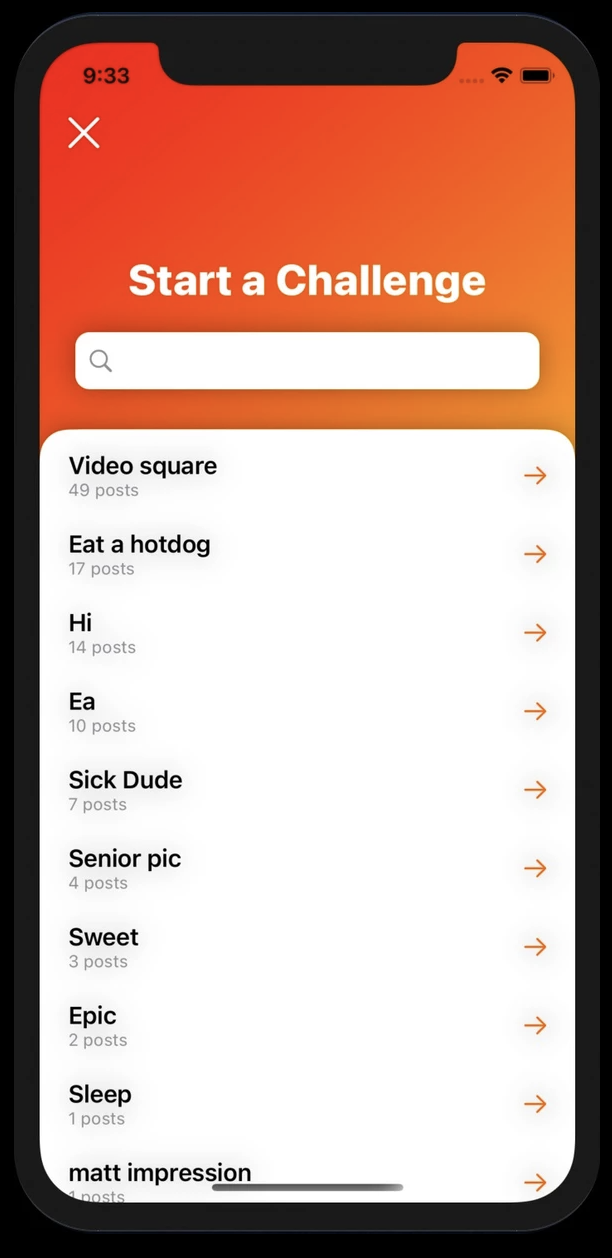 9:33
Start a Challenge
Video square
49 posts
Eat a hotdog
17 posts
Hi
14 posts
Ea
10 posts
Sick Dude
7 posts
Senior pic
4 posts
Sweet
3 posts
Epic
2 posts
Sleep
1 posts
matt impression
1 posts